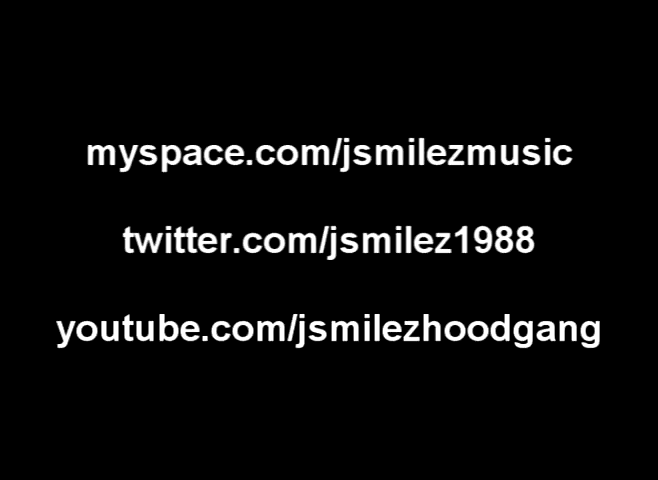 myspace.com/jsmilezmusic
twitter.com/jsmilez1988
youtube.com/jsmilezhoodgang